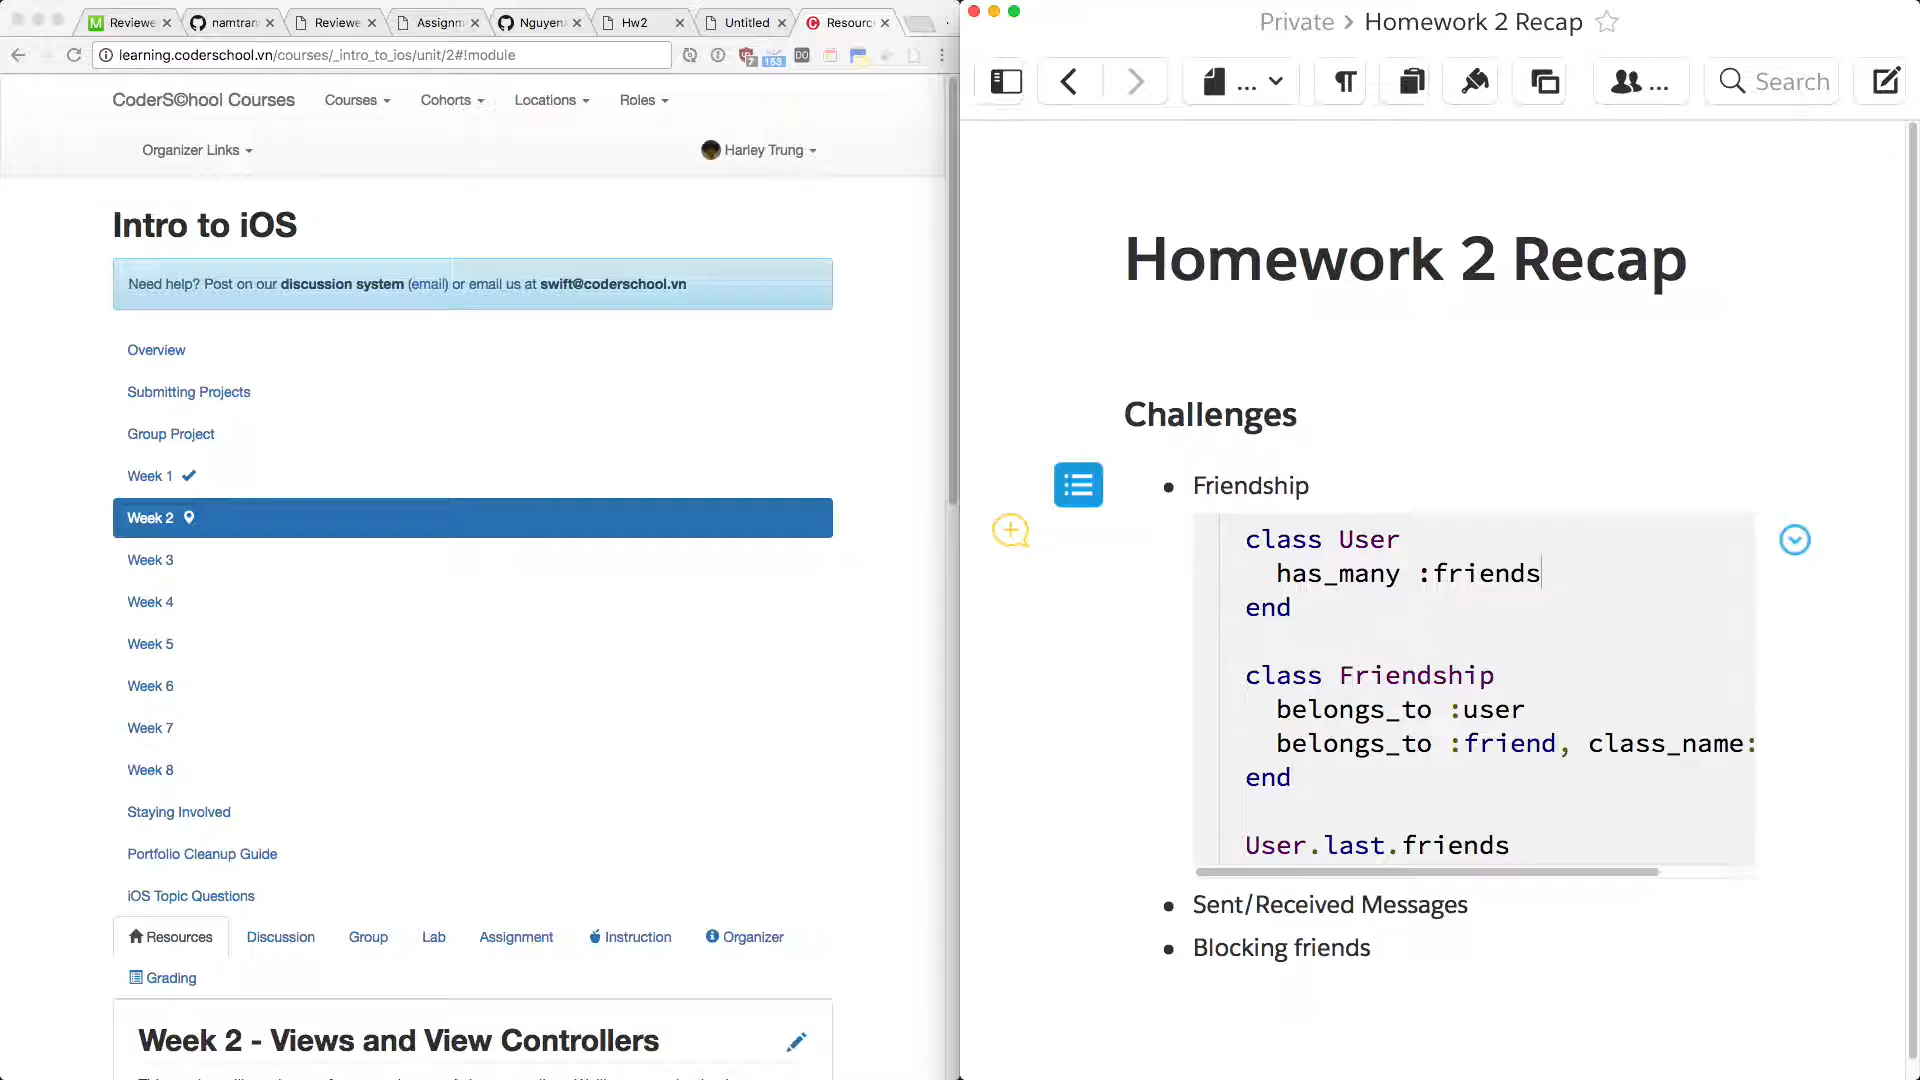 Reviewe
namtran
Reviewe
Assignm
Nguyen
Hw2
Untitled
Resourc
learning.coderschool.vn/courses/_intro_to_ios/unit/2#!module
7
153
DO
CoderS©hool Courses
Courses
Cohorts
Locations
Roles
Organizer Links
Harley Trung
Intro to iOS
Need help? Post on our discussion system (email) or email us at swift@coderschool.vn
Overview
Submitting Projects
Group Project
Week 1
Week 2
Week 3
Week 4
Week 5
Week 6
Week 7
Week 8
Staying Involved
Portfolio Cleanup Guide
iOS Topic Questions
Resources
Discussion
Group
Lab
Assignment
Instruction
Organizer
Grading
Week 2 - Views and View Controllers
Private > Homework 2 Recap
...
...
Search
Homework 2 Recap
Challenges
• Friendship
class User
has_many :friends
end
class Friendship
belongs_to :user
belongs_to :friend, class_name:
end
User.last.friends
• Sent/Received Messages
• Blocking friends